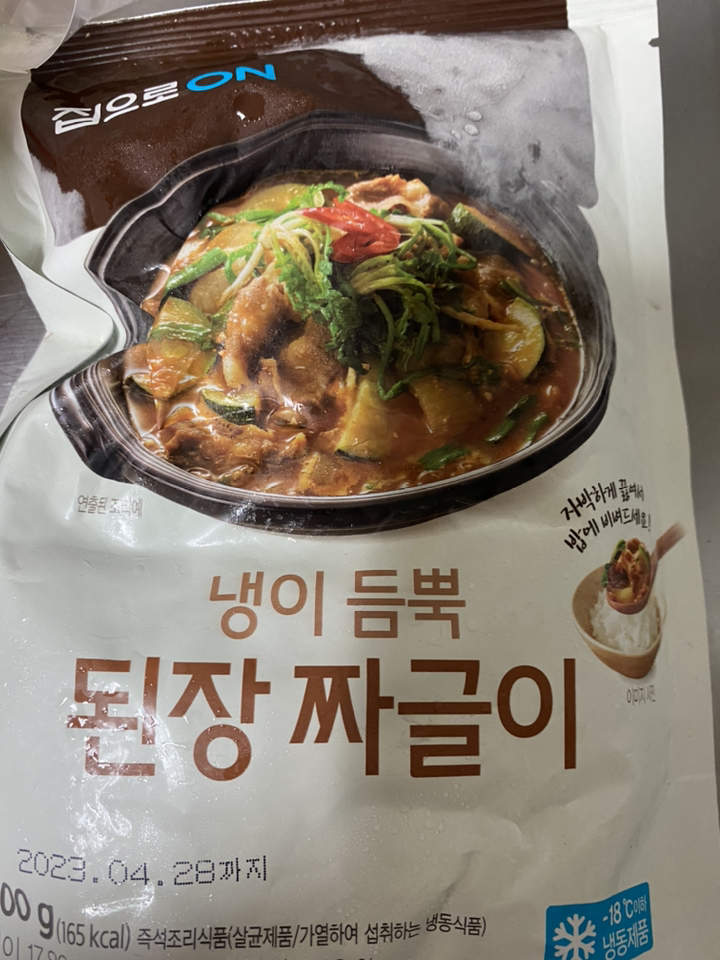 집으로ON
연출된 조리예
자박하게 끓여서
밥에 비벼드세요!
냉이 듬뿍
된장 짜글이
이미지 사진
2023.04.28까지
00 g (165 kcal) 즉석조리식품(살균제품/가열하여 섭취하는 냉동식품)
-18℃이하
냉동제품